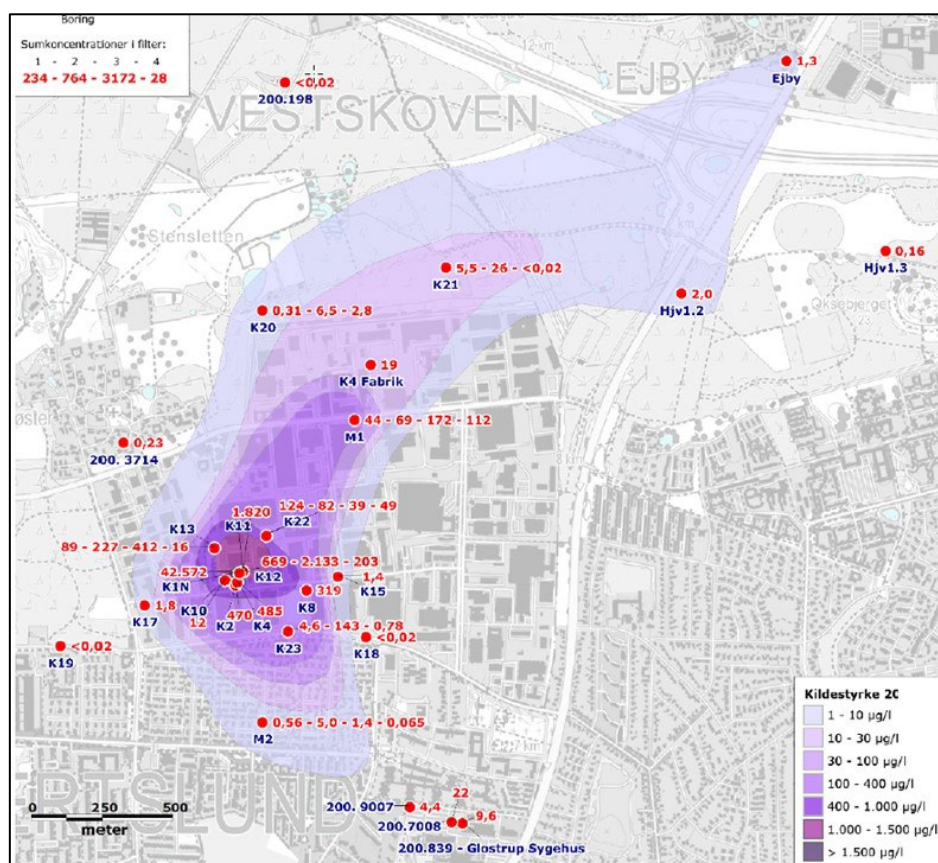 Boring
Sumkoncentrationer i filter:
1 - 2 - 3 - 4
234 - 764 - 3172 - 28
<0,02
200.198
VESTSKOVEN
12 km
EJBY
1,3
Ejby
Stensletten
5,5 - 26 - <0,02
K21
0,16
Hjv1.3
2,0
Hjv1.2
Oksebjerget
0,31 - 6,5 - 2,8
K20
19
K4 Fabrik
44 - 69 - 172 - 112
M1
0,23
200. 3714
8 km
1.820
124 - 82 - 39 - 49
K13
K11
K22
89 - 227 - 412 - 16
669 - 2.133 - 203
42.572
K12
K1N
1,4
K15
K8
319
K10
K2
K4
1,8
K17
12
470
485
4,6 - 143 - 0,78
K23
<0,02
K18
<0,02
K19
0,56 - 5,0 - 1,4 - 0,065
M2
ERTSLUND
22
200. 9007
4,4
9,6
200.7008
200.839 - Glostrup Sygehus
0 250 500
meter
Kildestyrke 20
1 - 10 µg/l
10 - 30 µg/l
30 - 100 µg/l
100 - 400 µg/l
400 - 1.000 µg/l
1.000 - 1.500 µg/l
> 1.500 µg/l